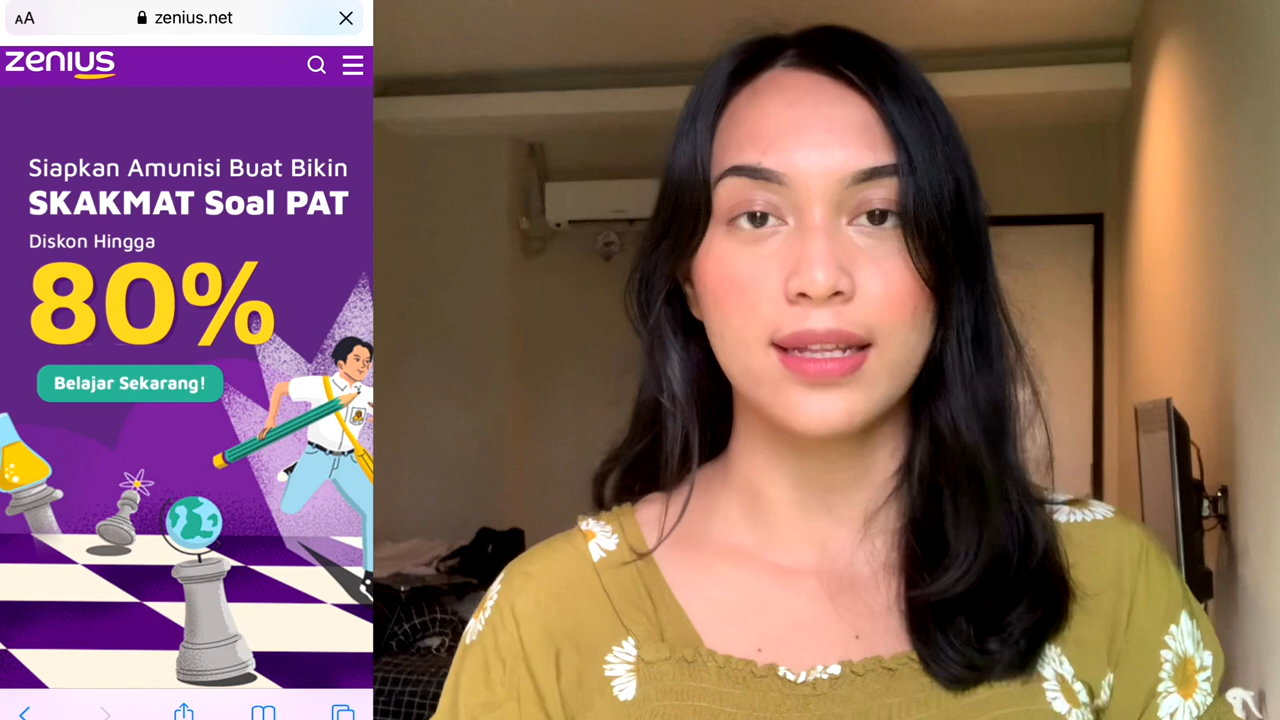 AA zenius.net
zenius
Siapkan Amunisi Buat Bikin
SKAKMAT Soal PAT
Diskon Hingga
80%
Belajar Sekarang!